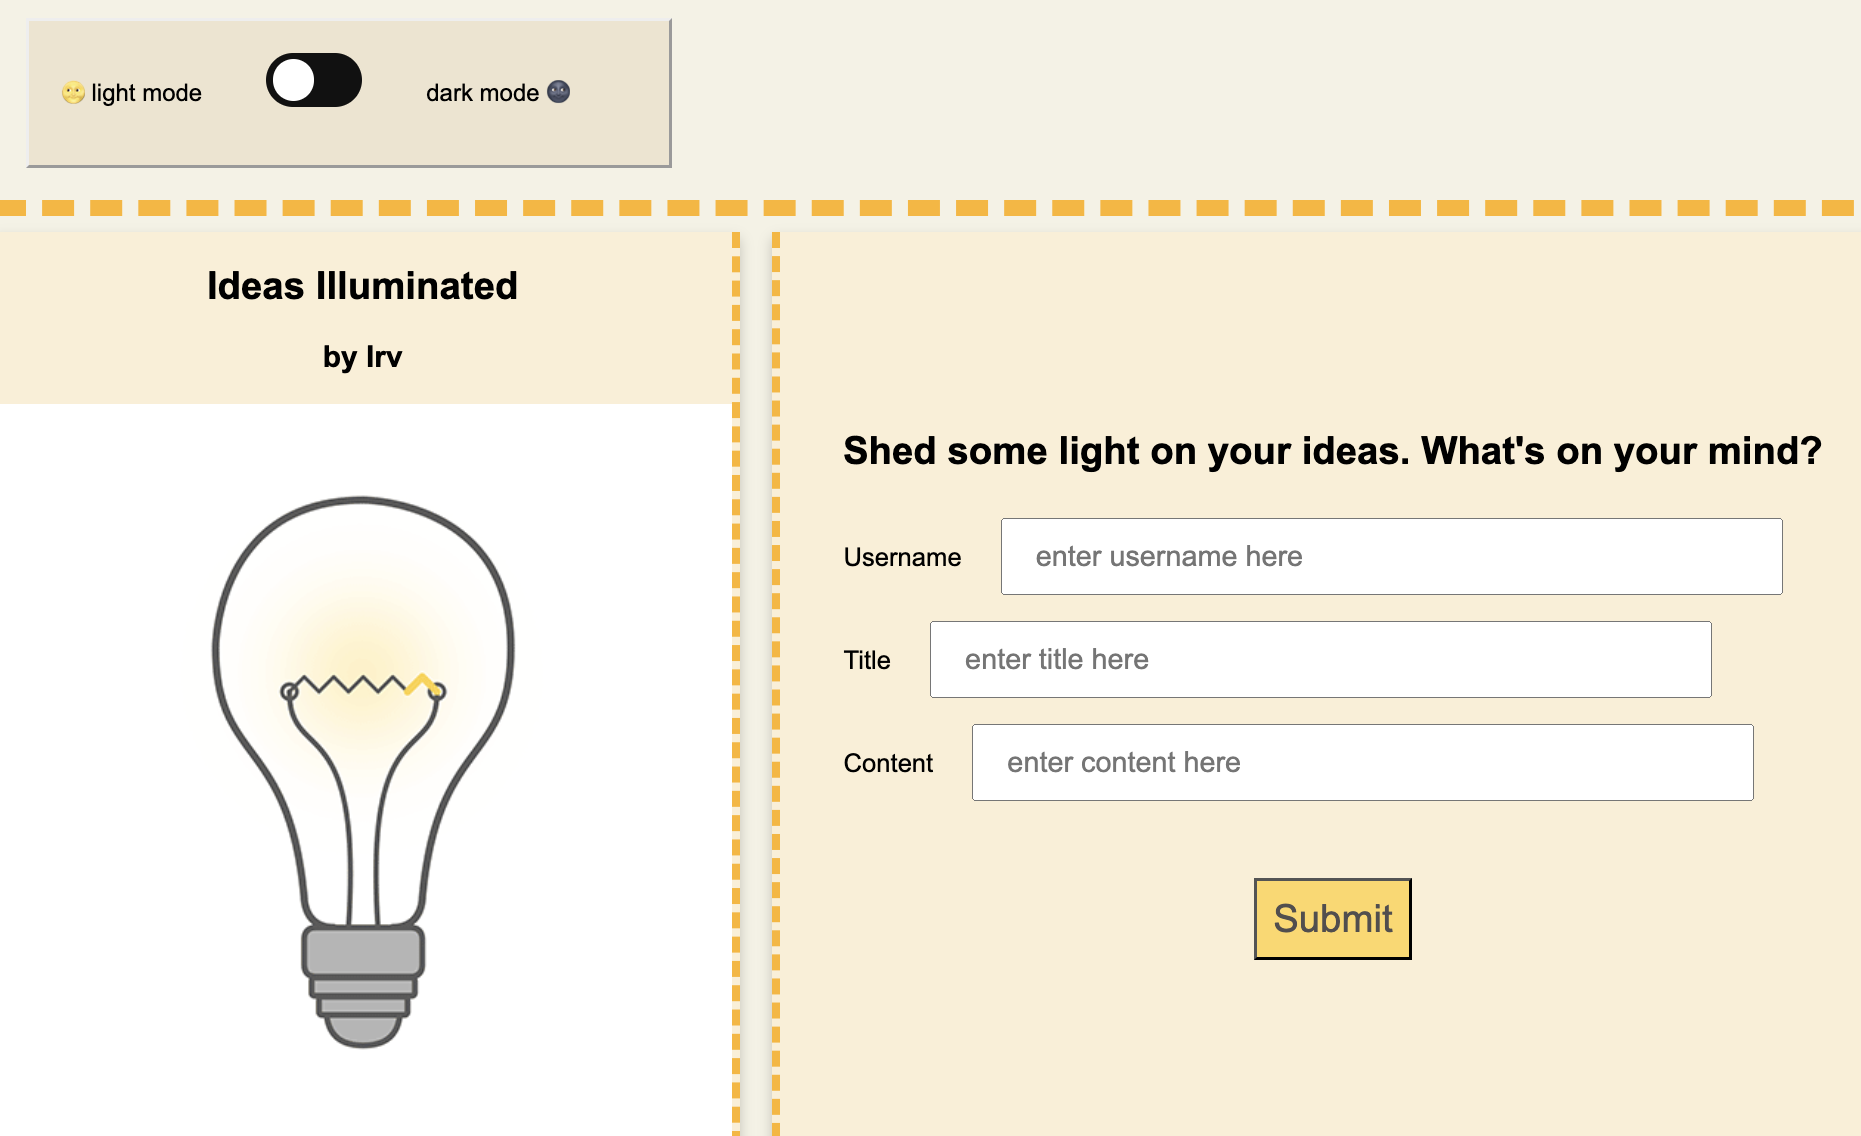 🌝 light mode
dark mode 🌚
Ideas Illuminated
by Irv
Shed some light on your ideas. What's on your mind?
Username
enter username here
Title
enter title here
Content
enter content here
Submit